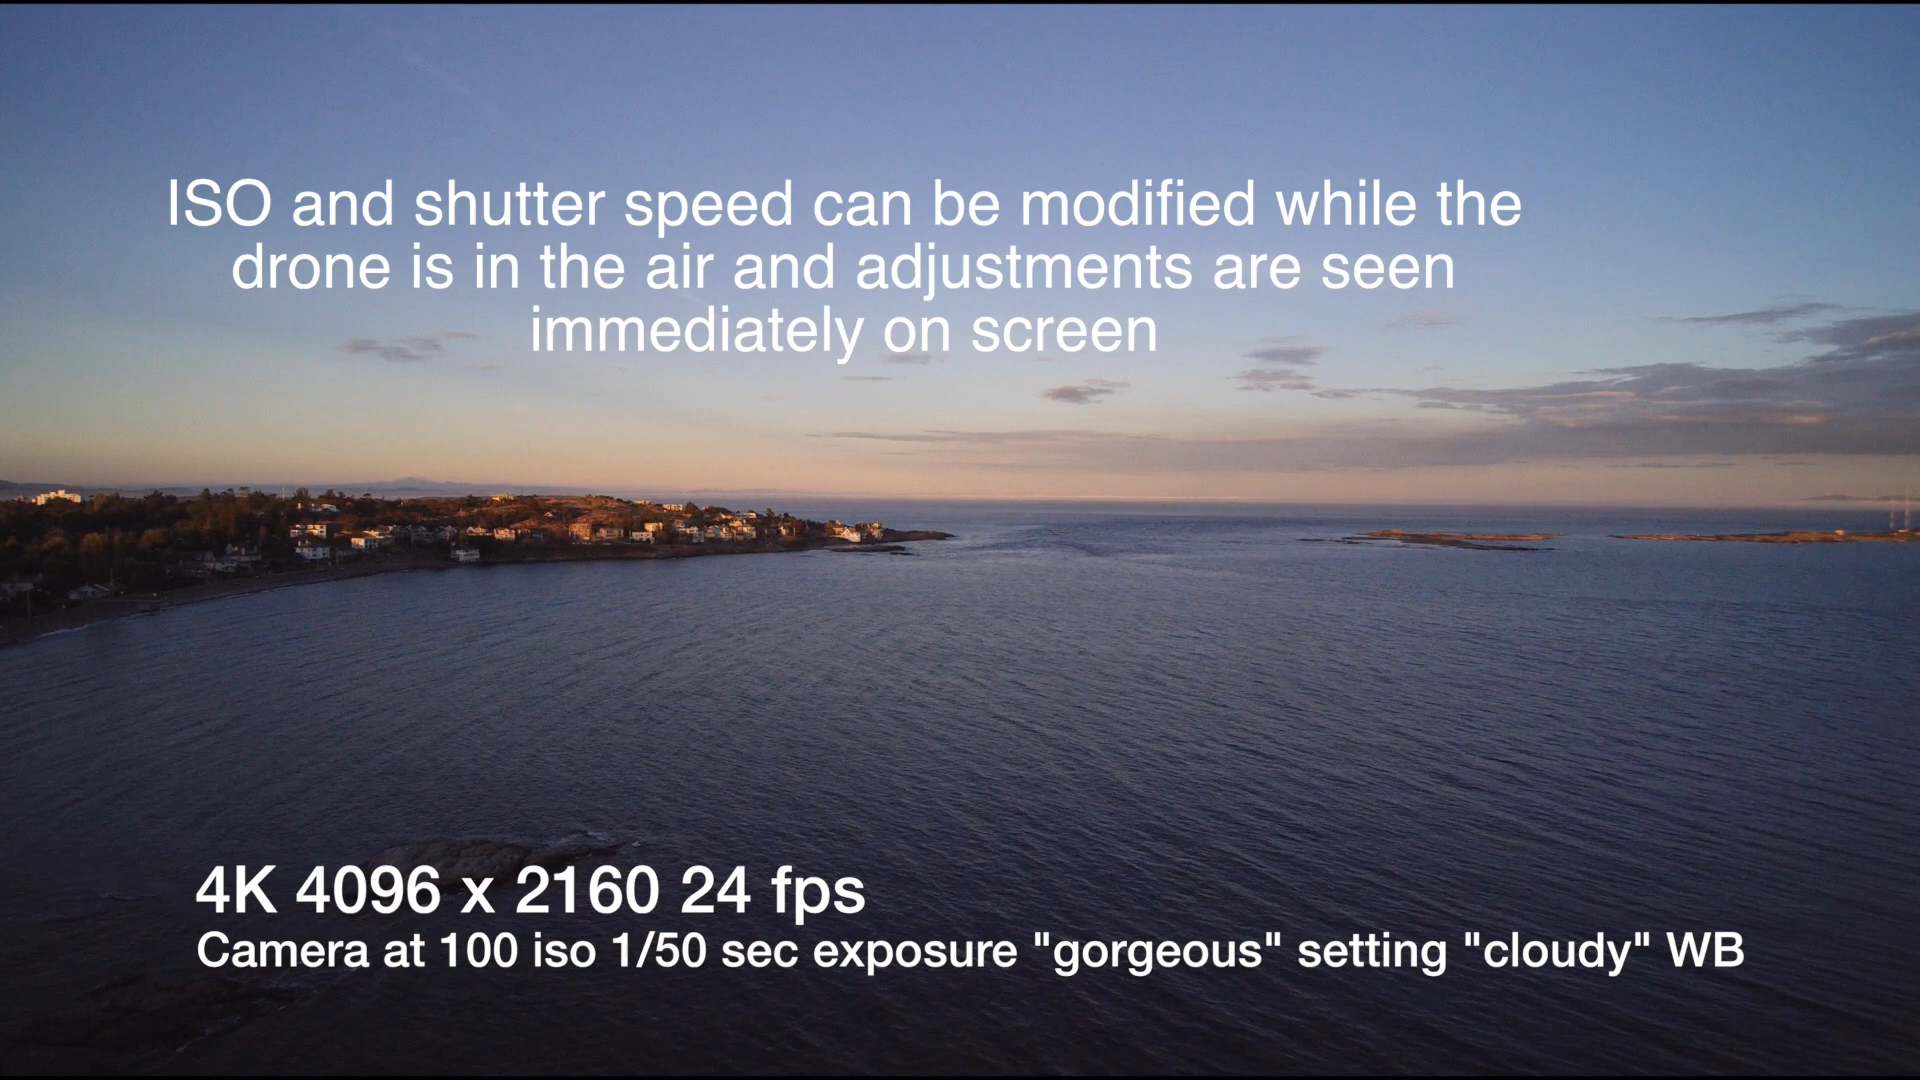 ISO and shutter speed can be modified while the
drone is in the air and adjustments are seen
immediately on screen
4K 4096 x 2160 24 fps
Camera at 100 iso 1/50 sec exposure "gorgeous" setting "cloudy" WB